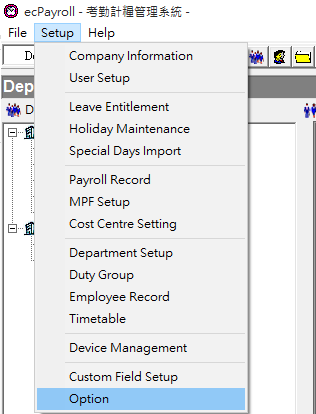 ecPayroll - 考勤計糧管理系統 -
File Setup Help
Company Information
User Setup
Leave Entitlement
Holiday Maintenance
Special Days Import
Payroll Record
MPF Setup
Cost Centre Setting
Department Setup
Duty Group
Employee Record
Timetable
Device Management
Custom Field Setup
Option